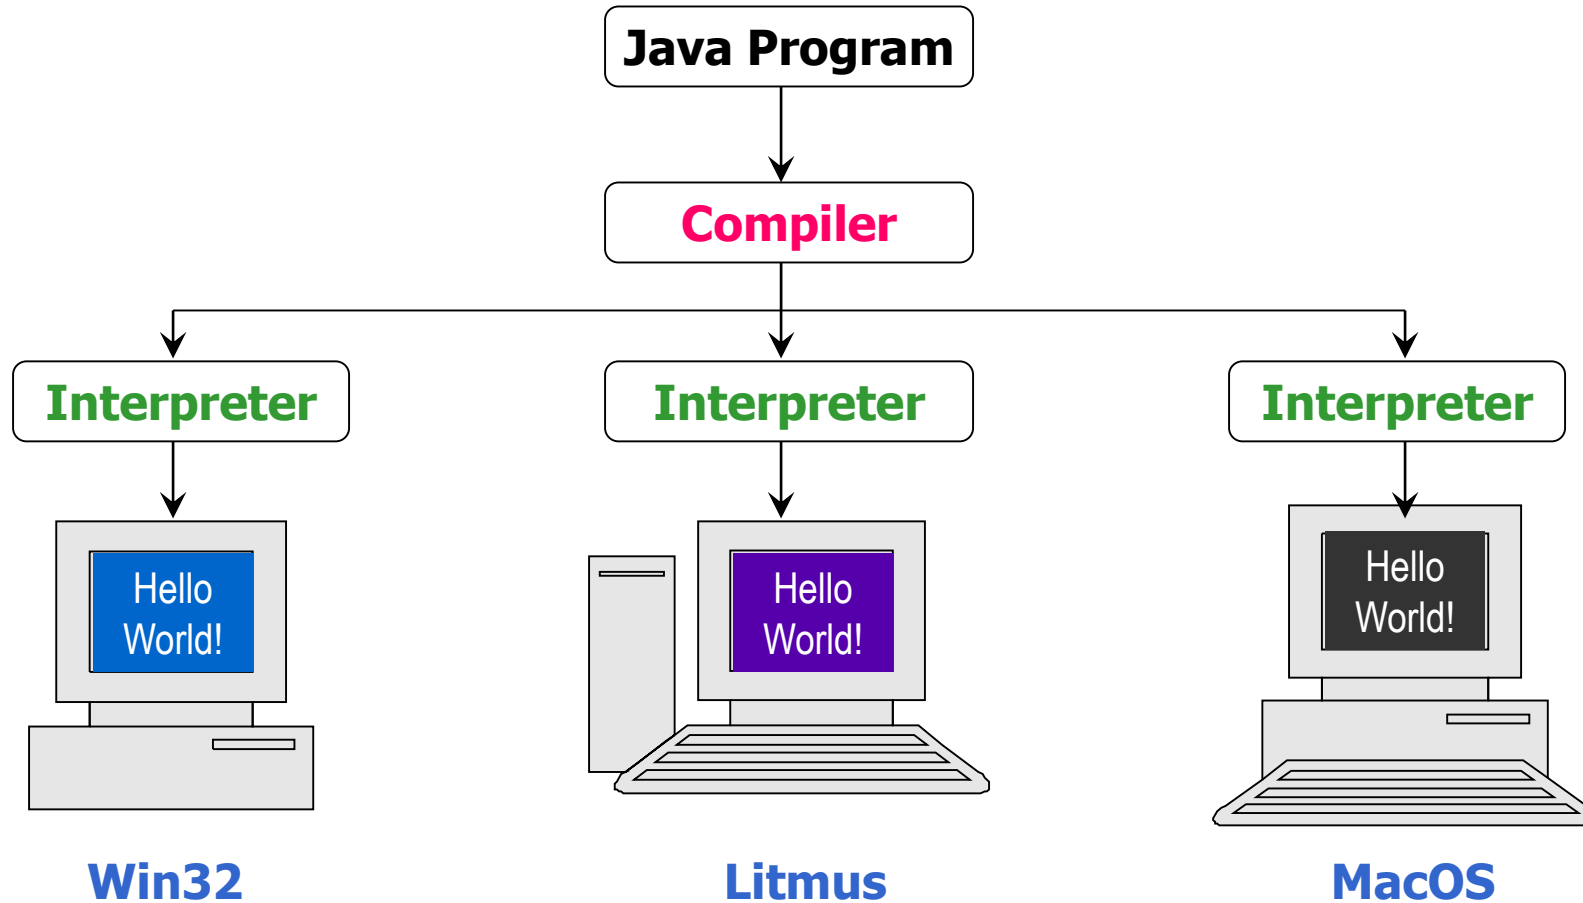 Java Program
Compiler
Interpreter Interpreter Interpreter
Hello Hello Hello
World! World! World!
Win32 Litmus MacOS